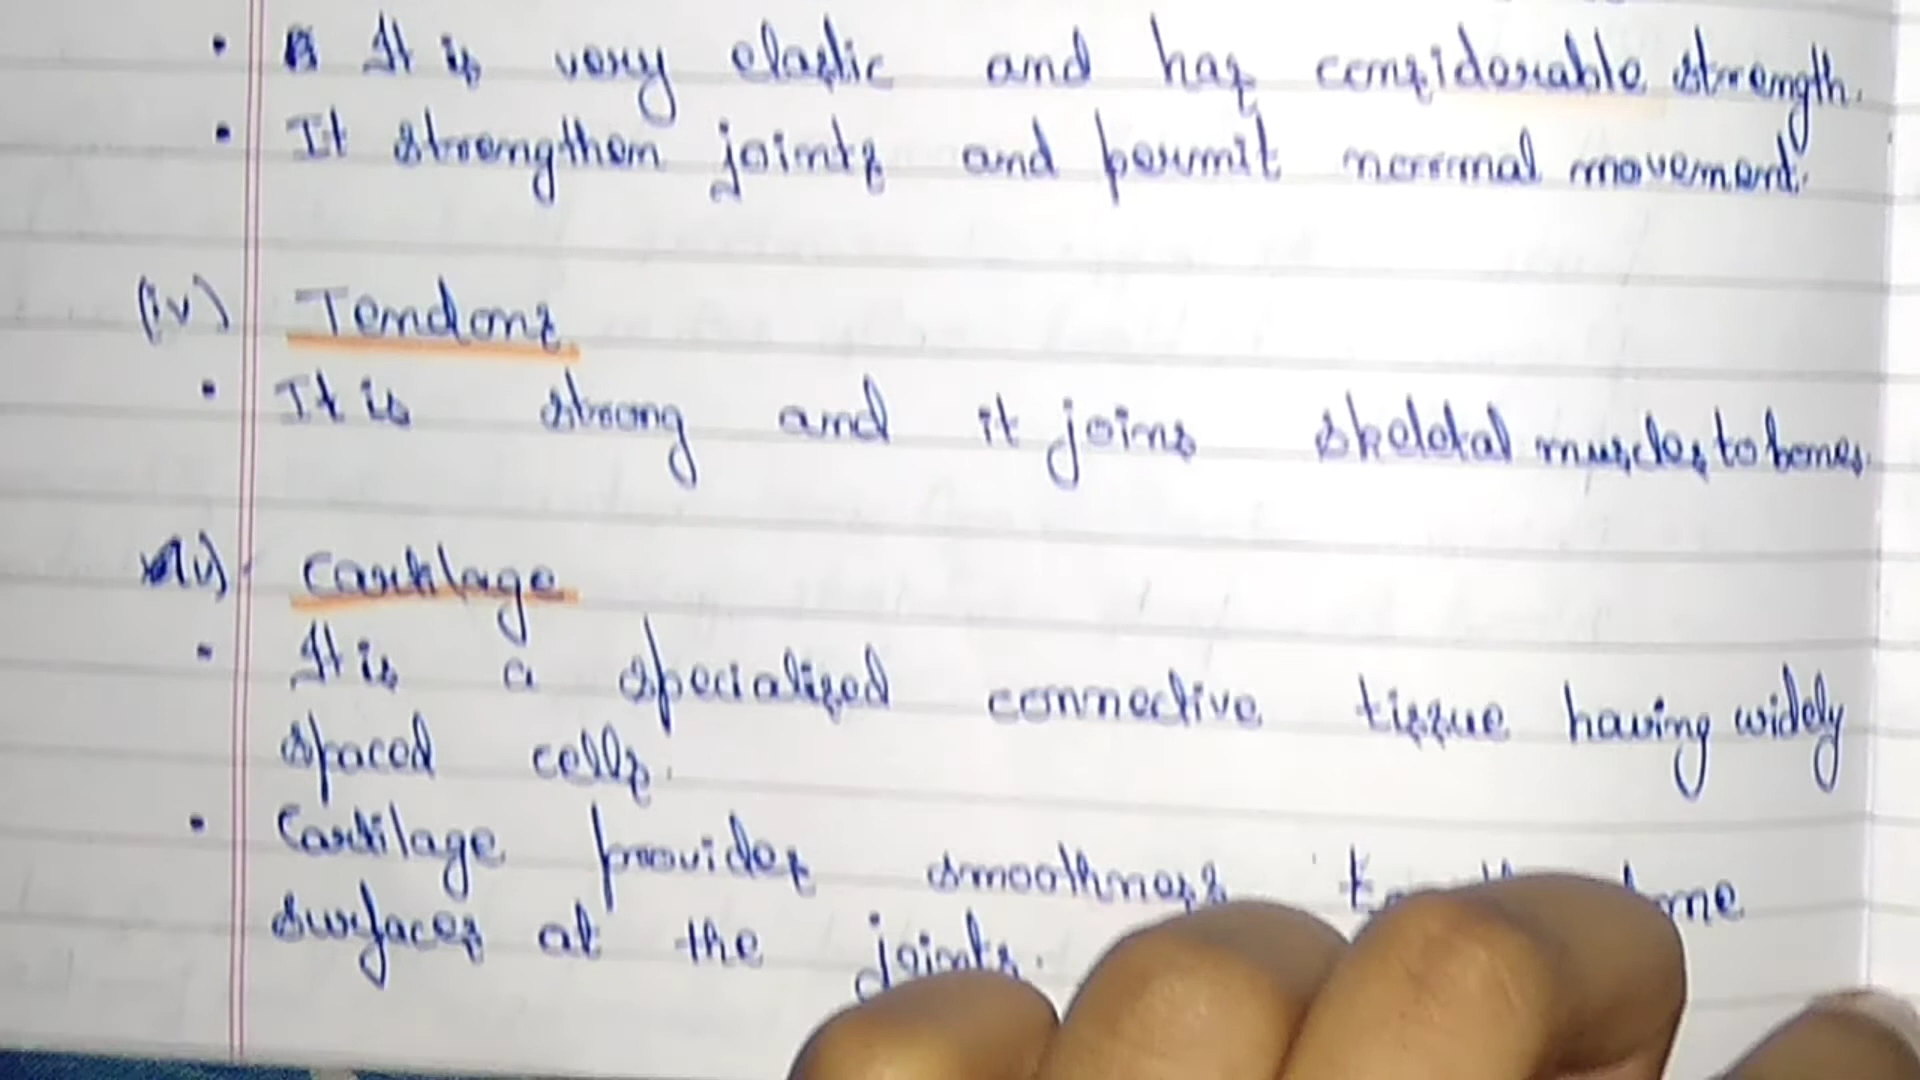 • It is very elastic and has considerable strength.
• It strengthen joints and permit normal movement.
(iv) Tendons
• It is strong and it joins skeletal muscles to bones.
(v) Cartilage
• It is a specialized connective tissue having widely
spaced cells.
• Cartilage provides smoothness
surfaces at the joints.